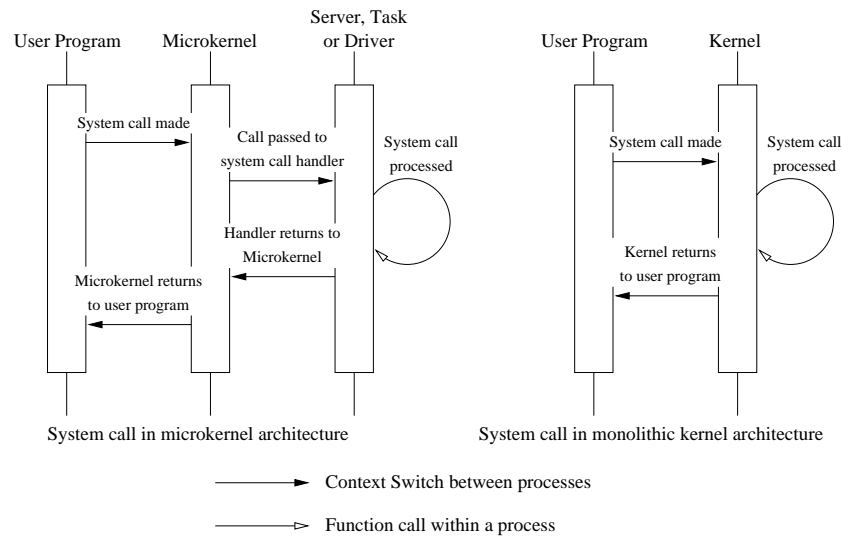 Server, Task
or Driver
User Program
Microkernel
System call made
Call passed to
system call handler
System call
processed
Handler returns to
Microkernel
Microkernel returns
to user program
System call in microkernel architecture
User Program
Kernel
System call made
System call
processed
Kernel returns
to user program
System call in monolithic kernel architecture
Context Switch between processes
Function call within a process